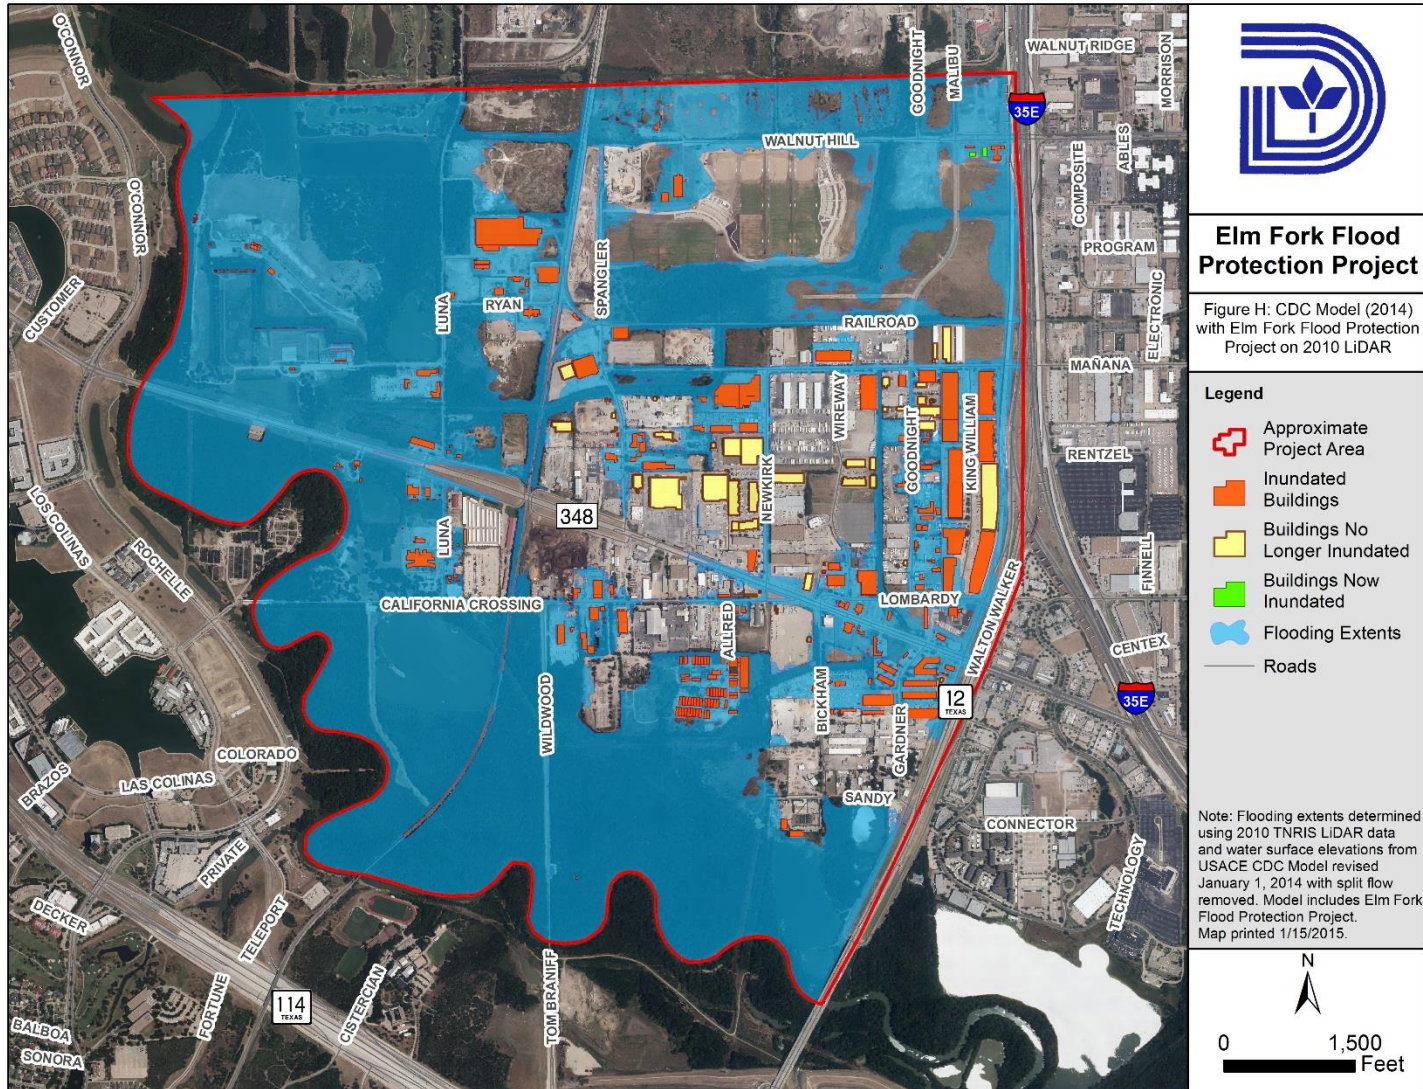 O'CONNOR
GOODNIGHT
MALIBU
WALNUT RIDGE
MORRISON
35E
WALNUT HILL
COMPOSITE
ABLES
O'CONNOR
PROGRAM
SPANGLER
CUSTOMER
LUNA
RYAN
RAILROAD
ELECTRONIC
MAÑANA
WIREWAY
GOODNIGHT
KING WILLIAM
RENTZEL
NEWKIRK
LOS COLINAS
348
LUNA
ROCHELLE
FINNELL
CALIFORNIA CROSSING
LOMBARDY
WALTON WALKER
ALLRED
CENTEX
BICKHAM
12
TEXAS
35E
WILDWOOD
GARDNER
COLORADO
LAS COLINAS
BRAZOS
SANDY
CONNECTOR
PRIVATE
TECHNOLOGY
DECKER
TELEPORT
FORTUNE
CISTERCIAN
114
TEXAS
TOM BRANIFF
BALBOA
SONORA
Elm Fork Flood
Protection Project
Figure H: CDC Model (2014)
with Elm Fork Flood Protection
Project on 2010 LiDAR
Legend
Approximate
Project Area
Inundated
Buildings
Buildings No
Longer Inundated
Buildings Now
Inundated
Flooding Extents
Roads
Note: Flooding extents determined
using 2010 TNRIS LiDAR data
and water surface elevations from
USACE CDC Model revised
January 1, 2014 with split flow
removed. Model includes Elm Fork
Flood Protection Project.
Map printed 1/15/2015.
N
0 1,500
Feet